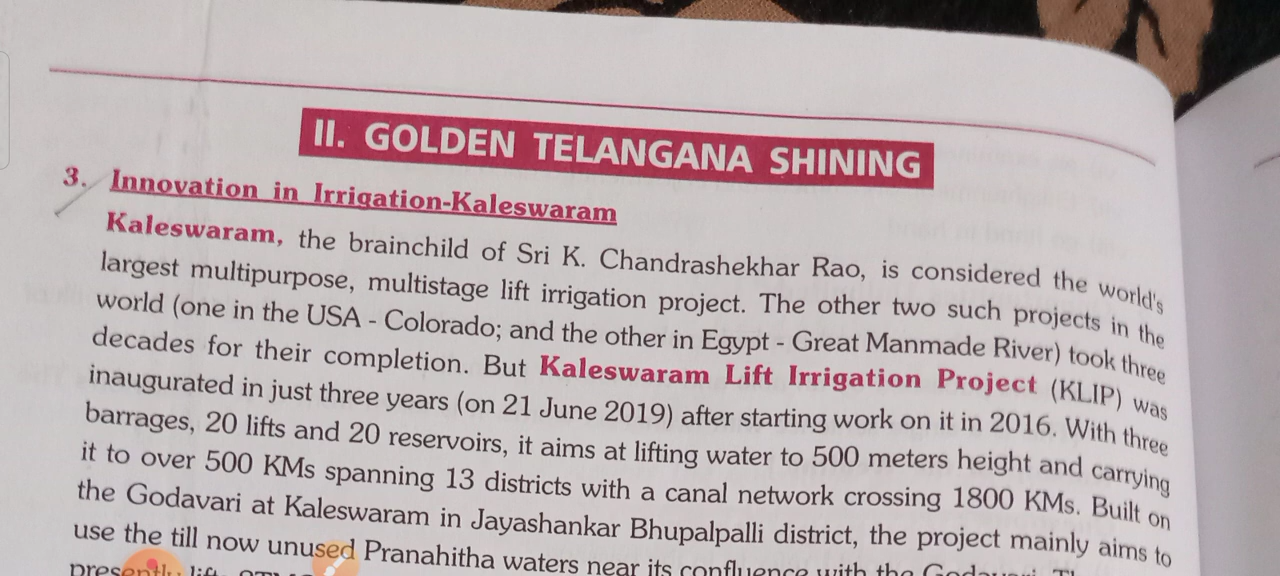 II. GOLDEN TELANGANA SHINING
3. Innovation in Irrigation-Kaleswaram
Kaleswaram, the brainchild of Sri K. Chandrashekhar Rao, is considered the world's
largest multipurpose, multistage lift irrigation project. The other two such projects in the
world (one in the USA - Colorado; and the other in Egypt - Great Manmade River) took three
decades for their completion. But Kaleswaram Lift Irrigation Project (KLIP) was
inaugurated in just three years (on 21 June 2019) after starting work on it in 2016. With three
barrages, 20 lifts and 20 reservoirs, it aims at lifting water to 500 meters height and carrying
it to over 500 KMs spanning 13 districts with a canal network crossing 1800 KMs. Built on
the Godavari at Kaleswaram in Jayashankar Bhupalpalli district, the project mainly aims to
use the till now unused Pranahitha waters near its confluence with the Godavari.
presently lift